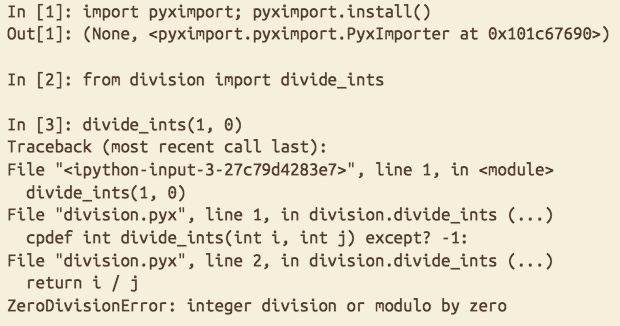 In [1]: import pyximport; pyximport.install()
Out[1]: (None, <pyximport.pyximport.PyxImporter at 0x101c67690>)
In [2]: from division import divide_ints
In [3]: divide_ints(1, 0)
Traceback (most recent call last):
File "<ipython-input-3-27c79d4283e7>", line 1, in <module>
divide_ints(1, 0)
File "division.pyx", line 1, in division.divide_ints (...)
cpdef int divide_ints(int i, int j) except? -1:
File "division.pyx", line 2, in division.divide_ints (...)
return i / j
ZeroDivisionError: integer division or modulo by zero